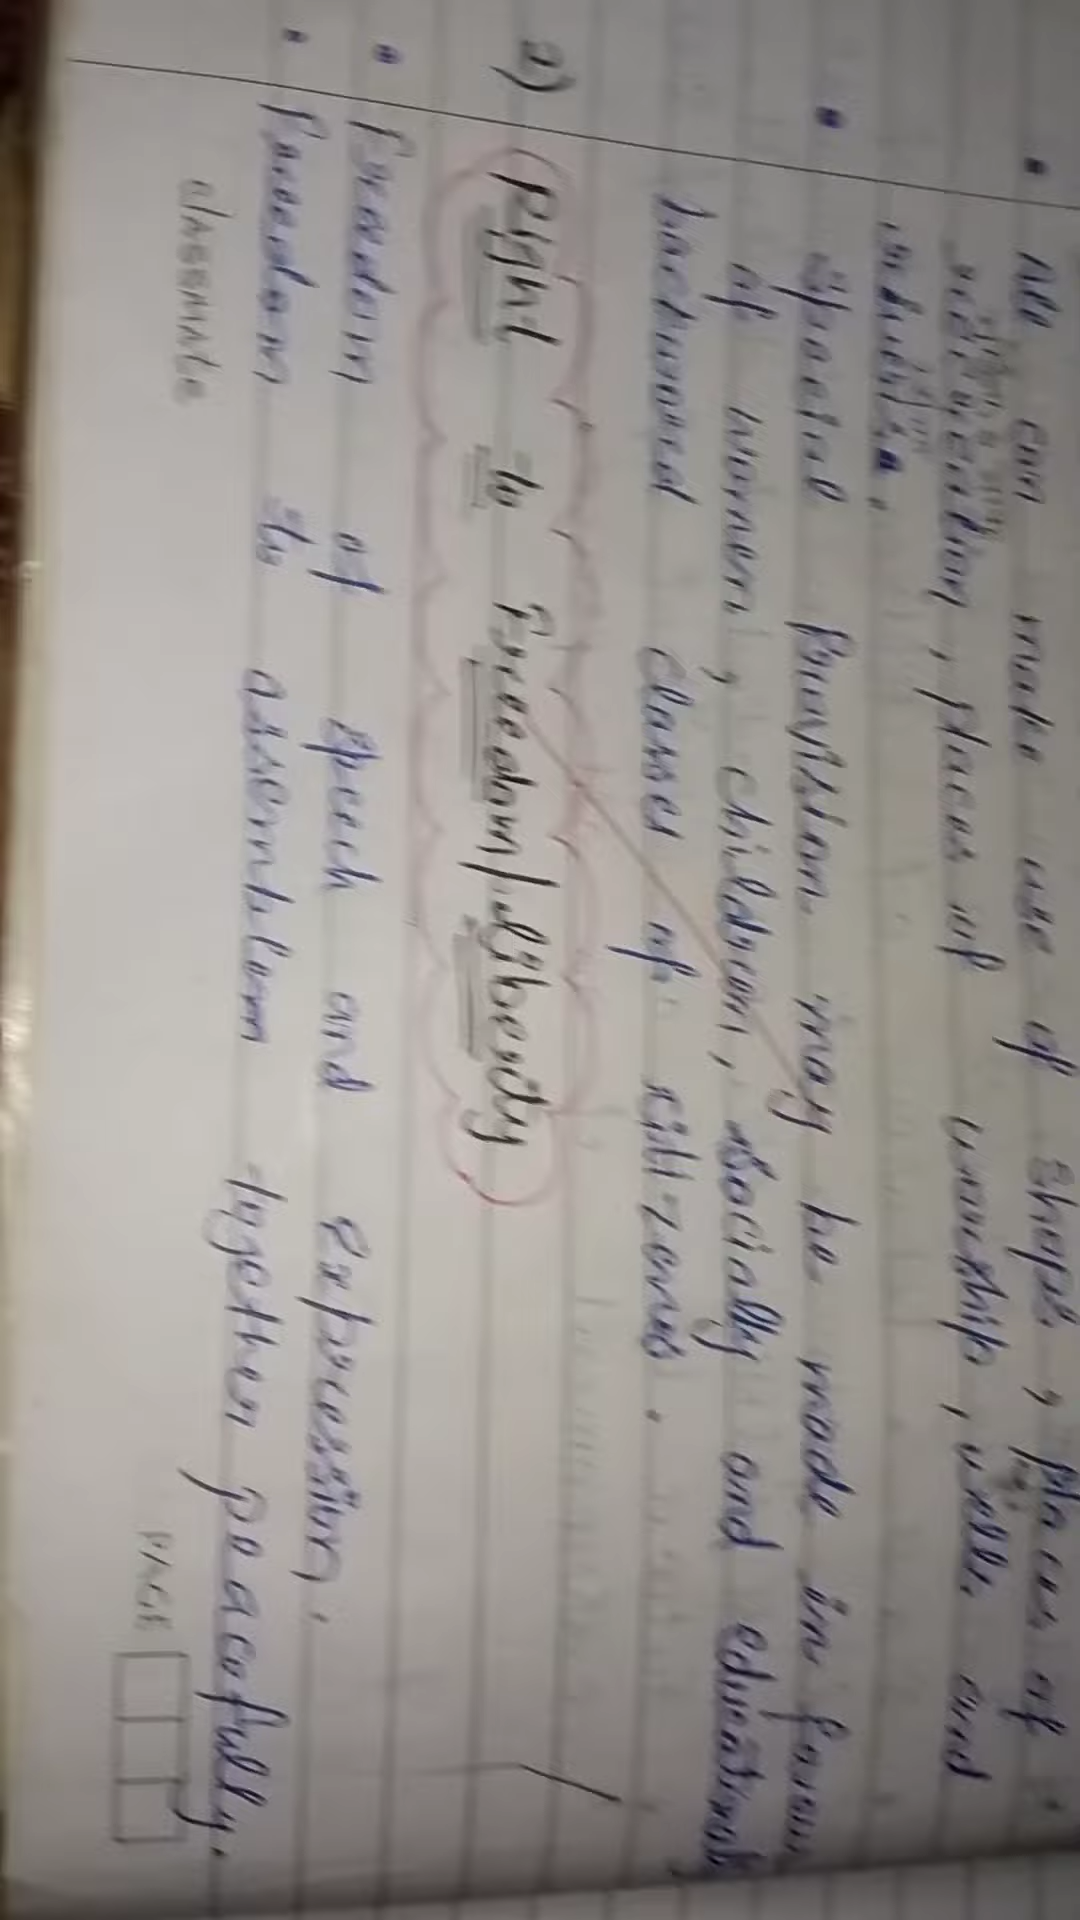 • All can make use of shops, places of
recreation, places of worship, wells and
• Special provision may be made in favour
of women, children, socially and educationally
backward classes of citizens.
2) Right to Freedom/Liberty
• Freedom of speech and expression.
• Freedom to assemble together peacefully.
CLASSMATE
PAGE